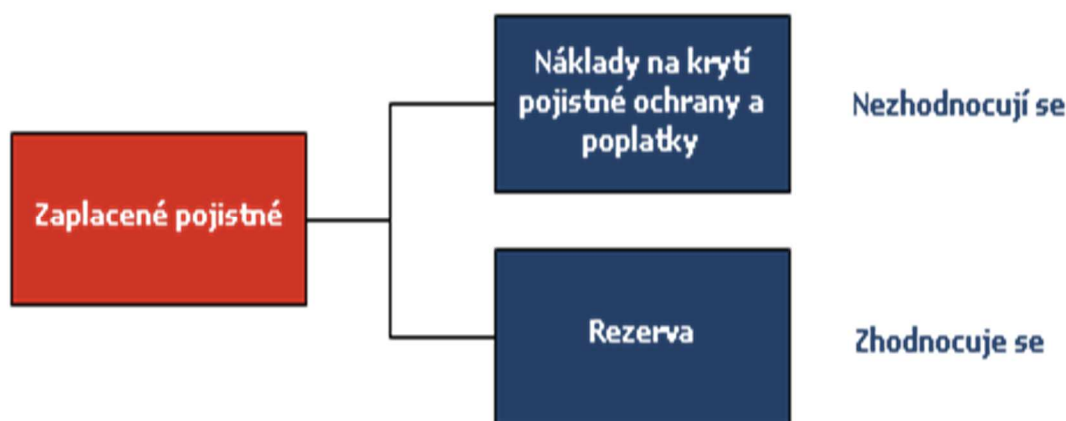 Náklady na krytí
pojistné ochrany a
poplatky
Nezhodnocují se
Zaplacené pojistné
Rezerva
Zhodnocuje se